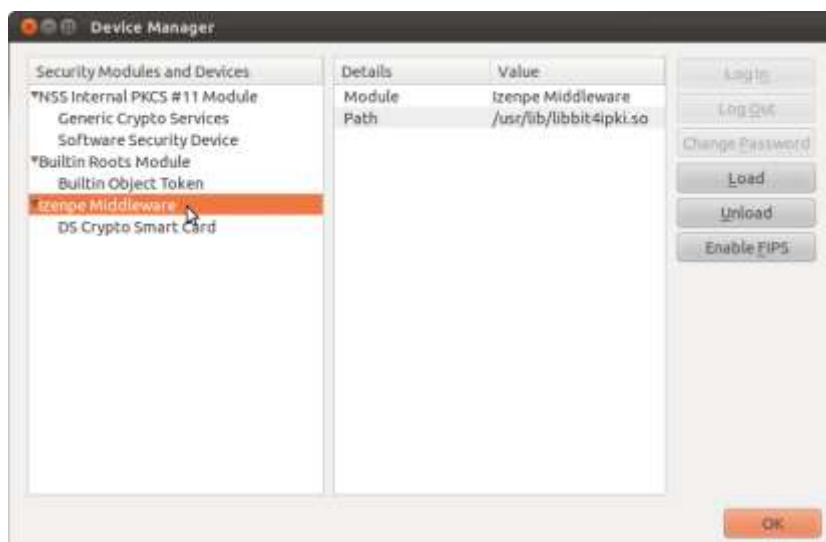 Device Manager
Security Modules and Devices
NSS Internal PKCS #11 Module
Generic Crypto Services
Software Security Device
Builtin Roots Module
Builtin Object Token
Izenpe Middleware
DS Crypto Smart Card
Details Value
Module Izenpe Middleware
Path /usr/lib/libbit4ipki.so
Log In
Log Out
Change Password
Load
Unload
Enable FIPS
OK